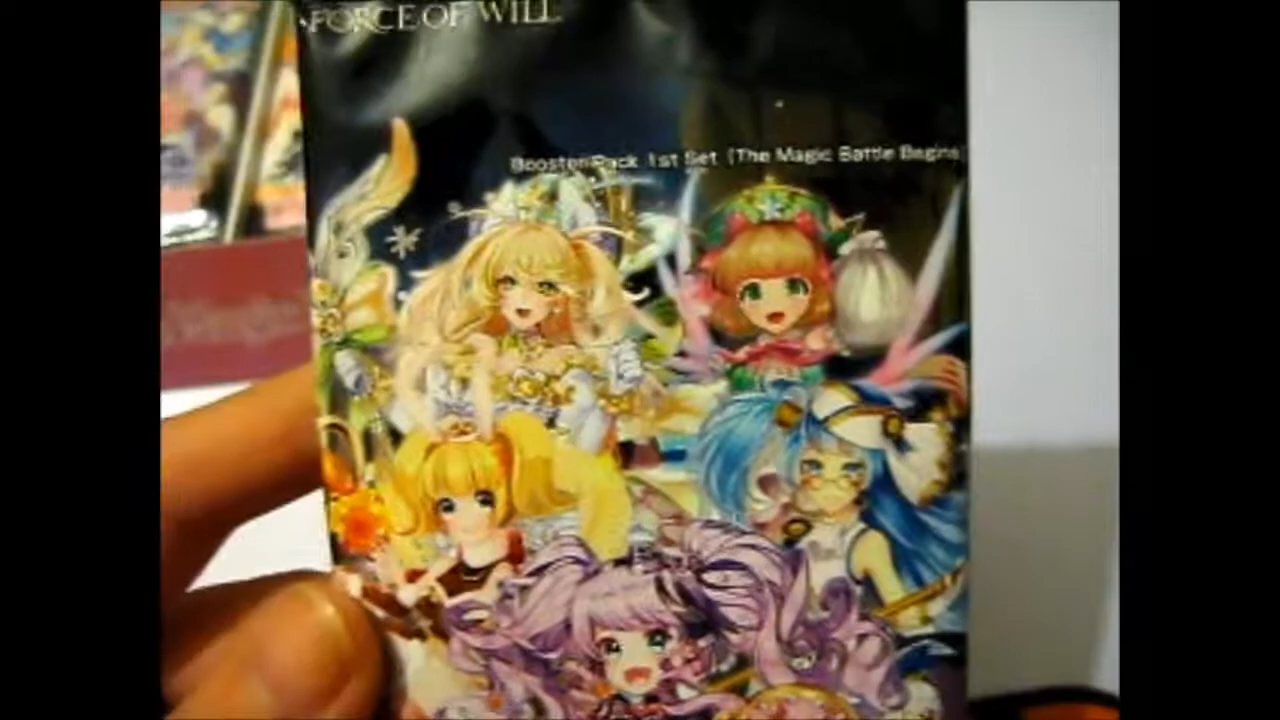 FORCE OF WILL
Booster Pack 1st Set (The Magic Battle Begins)